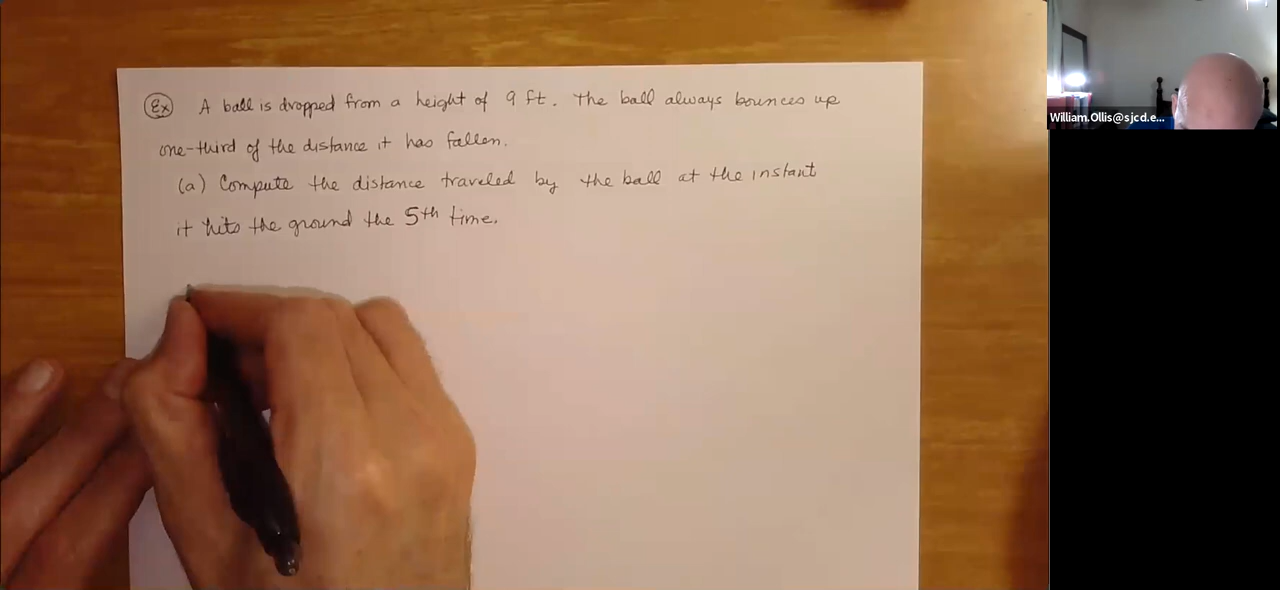 Ex A ball is dropped from a height of 9 ft. The ball always bounces up
one-third of the distance it has fallen.
(a) Compute the distance traveled by the ball at the instant
it hits the ground the 5th time.
William.Ollis@sjcd.e...